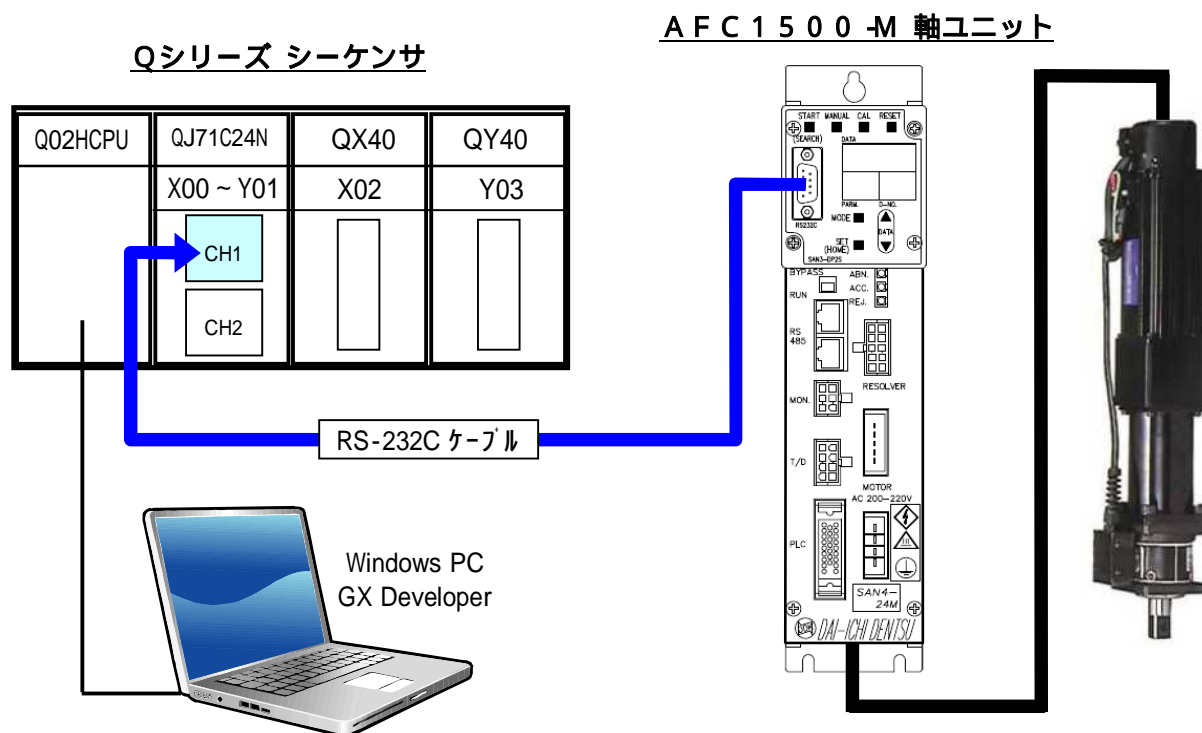 Qシリーズ シーケンサ
AFC1500-M 軸ユニット
Q02HCPU
QJ71C24N
QX40
QY40
X00 ~ Y01
X02
Y03
CH1
CH2
RS-232C ｹｰﾌﾞﾙ
Windows PC
GX Developer
START MANUAL CAL RESET
(SEARCH)
DATA
PARM. D-NO.
RS232C
MODE
DATA
SET
(HOME)
SAN3-DP2S
BYPASS
ABN.
RUN
ACC.
REJ.
RS
485
RESOLVER
MON.
T/D
MOTOR
AC 200-220V
PLC
SAN4-
24M
DAI-ICHI DENTSU